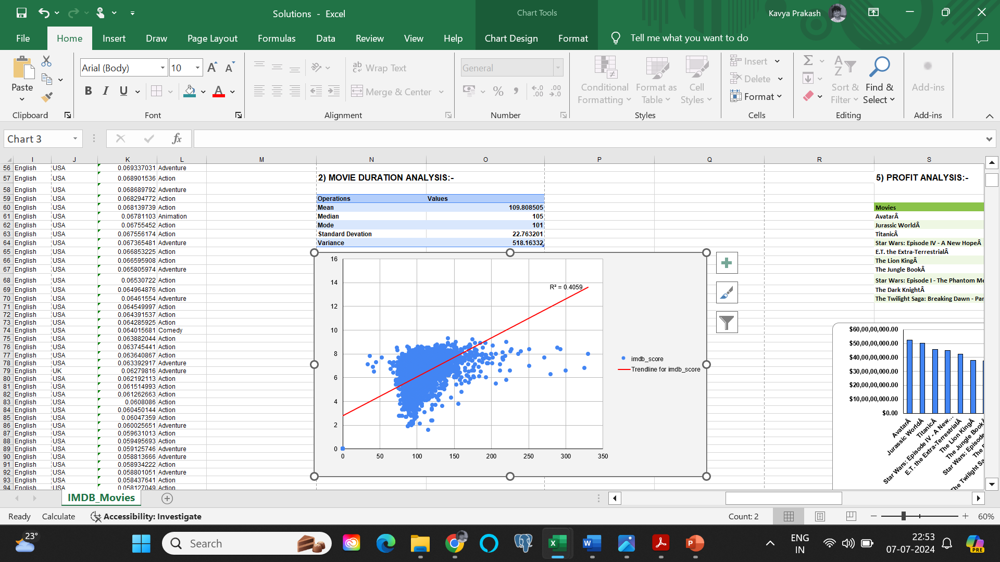 Solutions - Excel
Chart Tools
Kavya Prakash
File Home Insert Draw Page Layout Formulas Data Review View Help Chart Design Format Tell me what you want to do
Paste
Arial (Body) 10
Wrap Text
Merge & Center
General
Conditional Formatting
Format as Table
Cell Styles
Insert
Delete
Format
Sort & Filter
Find & Select
Add-ins
Clipboard Font Alignment Number Styles Cells Editing Add-ins
Chart 3
fx
I J K L M N O P Q R S
56 English USA 0.069337031 Adventure
57 English USA 0.068901536 Action
58 English USA 0.068689792 Adventure
59 English USA 0.068294772 Action
60 English USA 0.068139739 Action
61 English USA 0.06781103 Animation
62 English USA 0.06755452 Action
63 English USA 0.067556174 Action
64 English USA 0.067365481 Adventure
65 English USA 0.066853225 Action
66 English USA 0.066595908 Action
67 English USA 0.065805974 Adventure
68 English USA 0.06530722 Action
69 English USA 0.064964876 Action
70 English USA 0.06461554 Adventure
71 English USA 0.064549997 Action
72 English USA 0.064391537 Action
73 English USA 0.064285925 Action
74 English USA 0.064015681 Comedy
75 English USA 0.063882044 Action
76 English USA 0.063745441 Action
77 English USA 0.063640867 Action
78 English USA 0.063392917 Adventure
79 English UK 0.06279816 Adventure
80 English USA 0.062192113 Action
81 English USA 0.061514993 Action
82 English USA 0.061262663 Action
83 English USA 0.0608086 Action
84 English USA 0.060450144 Action
85 English USA 0.06047359 Action
86 English USA 0.060025651 Adventure
87 English USA 0.059631013 Action
88 English USA 0.059495693 Action
89 English USA 0.059125746 Adventure
90 English USA 0.058813666 Adventure
91 English USA 0.058934222 Action
92 English USA 0.058801051 Adventure
93 English USA 0.058437641 Action
94 English USA 0.058127049 Action
2) MOVIE DURATION ANALYSIS:-
Operations Values
Mean 109.808505
Median 105
Mode 101
Standard Devation 22.763201
Variance 518.16332
16
14
12
10
8
6
4
2
0
0 50 100 150 200 250 300 350
R² = 0.4059
imdb_score
Trendline for imdb_score
5) PROFIT ANALYSIS:-
Movies
AvatarÂ
Jurassic WorldÂ
TitanicÂ
Star Wars: Episode IV - A New HopeÂ
E.T. the Extra-TerrestrialÂ
The Lion KingÂ
The Jungle BookÂ
Star Wars: Episode I - The Phantom Me
The Dark KnightÂ
The Twilight Saga: Breaking Dawn - Par
$60,00,00,000.00
$50,00,00,000.00
$40,00,00,000.00
$30,00,00,000.00
$20,00,00,000.00
$10,00,00,000.00
$0.00
AvatarÂ
Jurassic WorldÂ
TitanicÂ
Star Wars: Episode IV - A New...
E.T. the Extra-TerrestrialÂ
The Lion KingÂ
The Jungle BookÂ
Star Wars: Episode
The
The Twilight Sa
IMDB_Movies
Ready Calculate Accessibility: Investigate Count: 2 60%
23°
Search
ENG
IN
22:53
07-07-2024
PRE